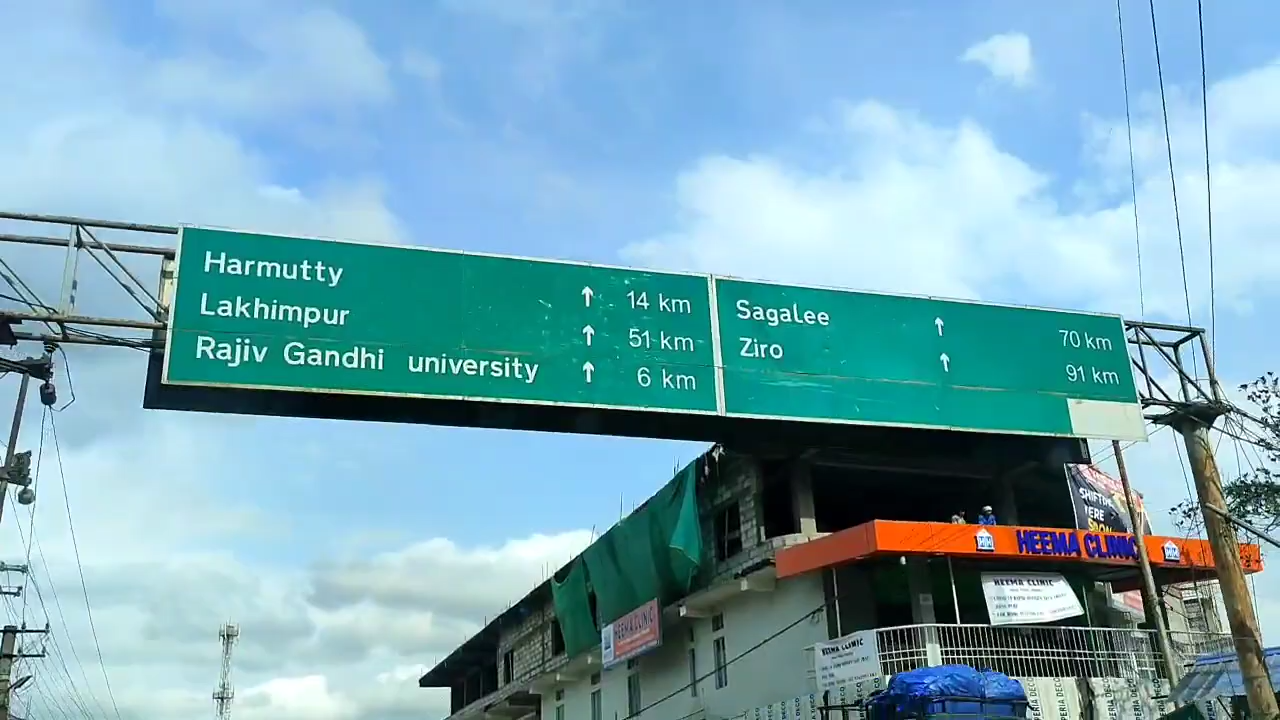 Harmutty 14 km
Lakhimpur 51 km
Rajiv Gandhi university 6 km
Sagalee 70 km
Ziro 91 km
HEEMA CLINIC
HEEMA CLINIC
HEEMA CLINIC
HEEMA CLINIC